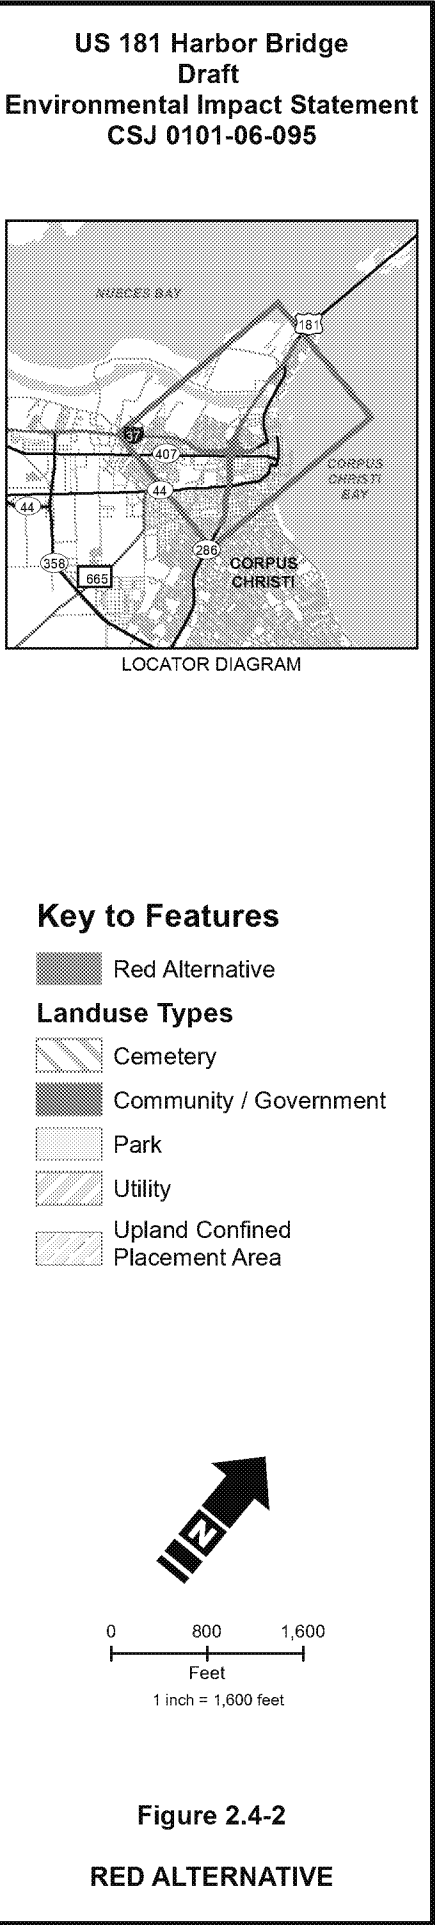 US 181 Harbor Bridge
Draft
Environmental Impact Statement
CSJ 0101-06-095
NUECES BAY
181
37
407
CORPUS
CHRISTI
BAY
44
44
286
358
665
CORPUS
CHRISTI
LOCATOR DIAGRAM
Key to Features
Red Alternative
Landuse Types
Cemetery
Community / Government
Park
Utility
Upland Confined
Placement Area
N
0 800 1,600
Feet
1 inch = 1,600 feet
Figure 2.4-2
RED ALTERNATIVE